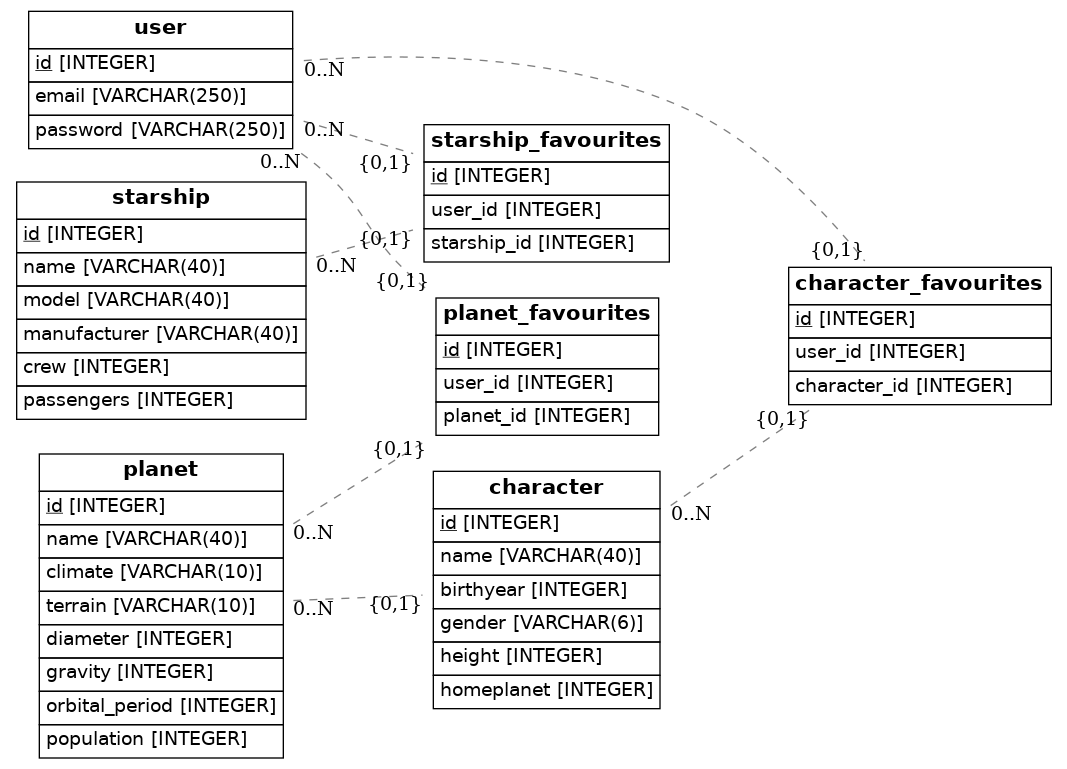 user
id [INTEGER]
email [VARCHAR(250)]
password [VARCHAR(250)]
0..N
0..N
0..N
{0,1}
starship_favourites
id [INTEGER]
user_id [INTEGER]
starship_id [INTEGER]
starship
id [INTEGER]
name [VARCHAR(40)]
model [VARCHAR(40)]
manufacturer [VARCHAR(40)]
crew [INTEGER]
passengers [INTEGER]
{0,1}
0..N
{0,1}
{0,1}
planet_favourites
id [INTEGER]
user_id [INTEGER]
planet_id [INTEGER]
character_favourites
id [INTEGER]
user_id [INTEGER]
character_id [INTEGER]
{0,1}
{0,1}
0..N
0..N
planet
id [INTEGER]
name [VARCHAR(40)]
climate [VARCHAR(10)]
terrain [VARCHAR(10)]
diameter [INTEGER]
gravity [INTEGER]
orbital_period [INTEGER]
population [INTEGER]
0..N
{0,1}
character
id [INTEGER]
name [VARCHAR(40)]
birthyear [INTEGER]
gender [VARCHAR(6)]
height [INTEGER]
homeplanet [INTEGER]